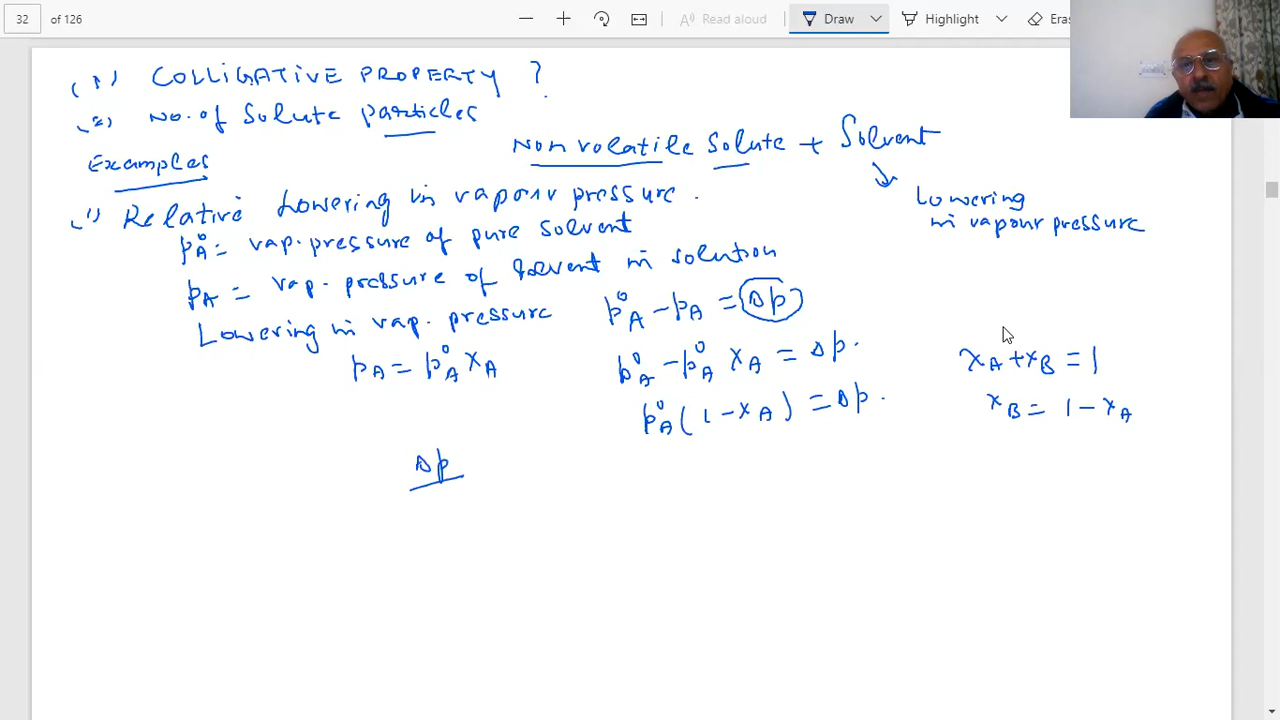 32 of 126
Read aloud
Draw
Highlight
Eras
(1) COLLIGATIVE PROPERTY ?
(2) No. of Solute particles
Non volatile Solute + Solvent
Examples
Lowering
in vapour pressure
(1) Relative Lowering in vapour pressure.
p°A = vap. pressure of pure solvent
pA = vap. pressure of solvent in solution
Lowering in vap. pressure p°A − pA = Δp
pA = p°A xA p°A − p°A xA = Δp. xA + xB = 1
p°A (1 − xA) = Δp. xB = 1 − xA
Δp